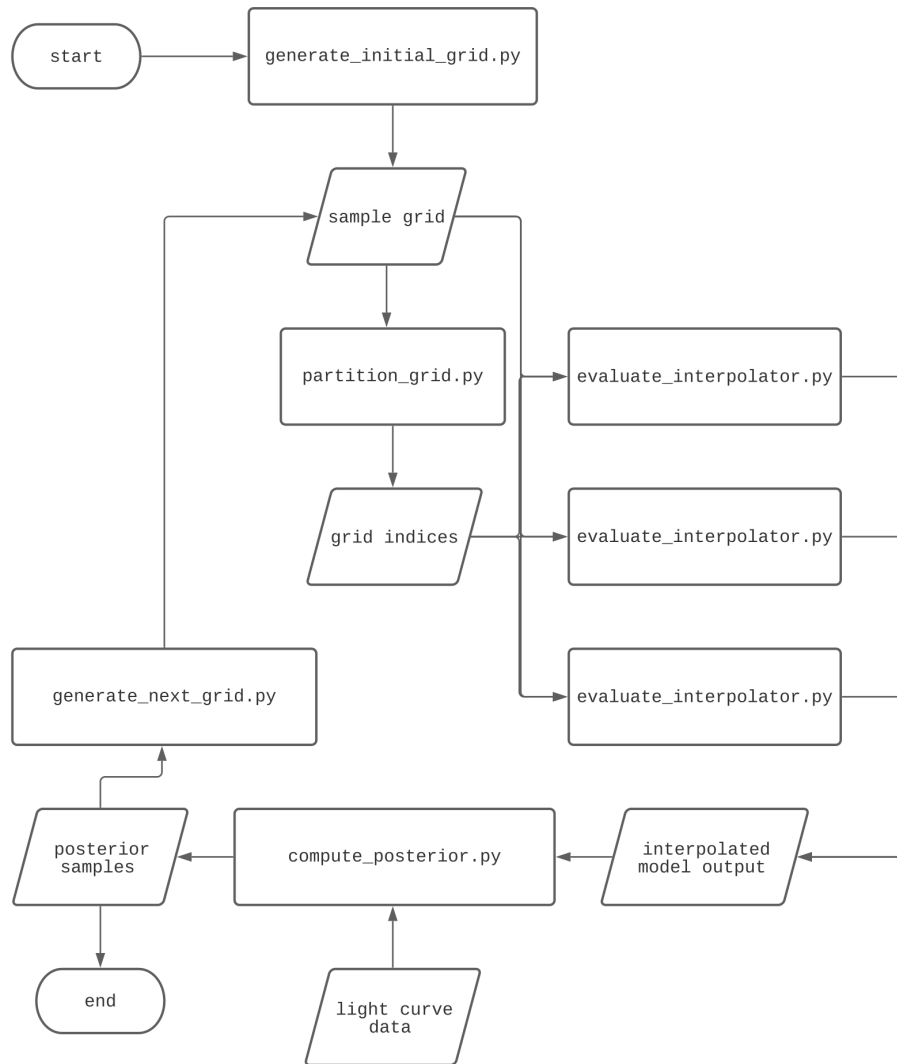 start
generate_initial_grid.py
sample grid
partition_grid.py
evaluate_interpolator.py
grid indices
evaluate_interpolator.py
generate_next_grid.py
evaluate_interpolator.py
posterior
samples
compute_posterior.py
interpolated
model output
end
light curve
data